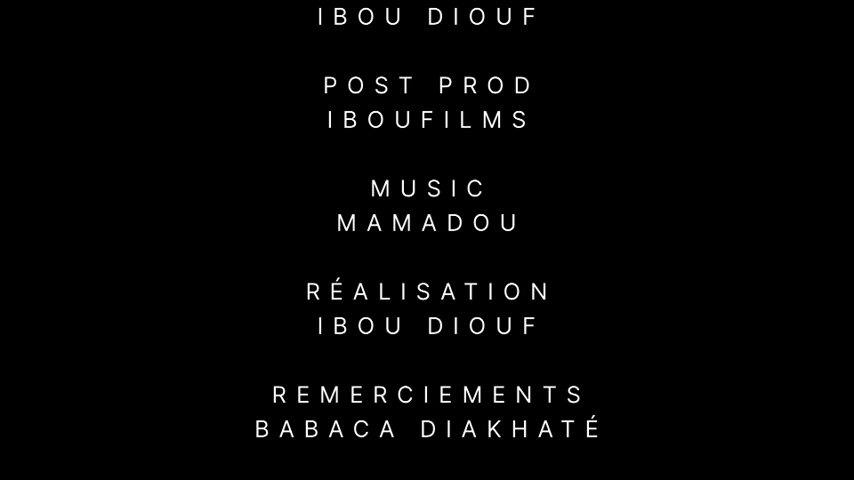 IBOU DIOUF
POST PROD
IBOUFILMS
MUSIC
MAMADOU
RÉALISATION
IBOU DIOUF
REMERCIEMENTS
BABACA DIAKHATÉ